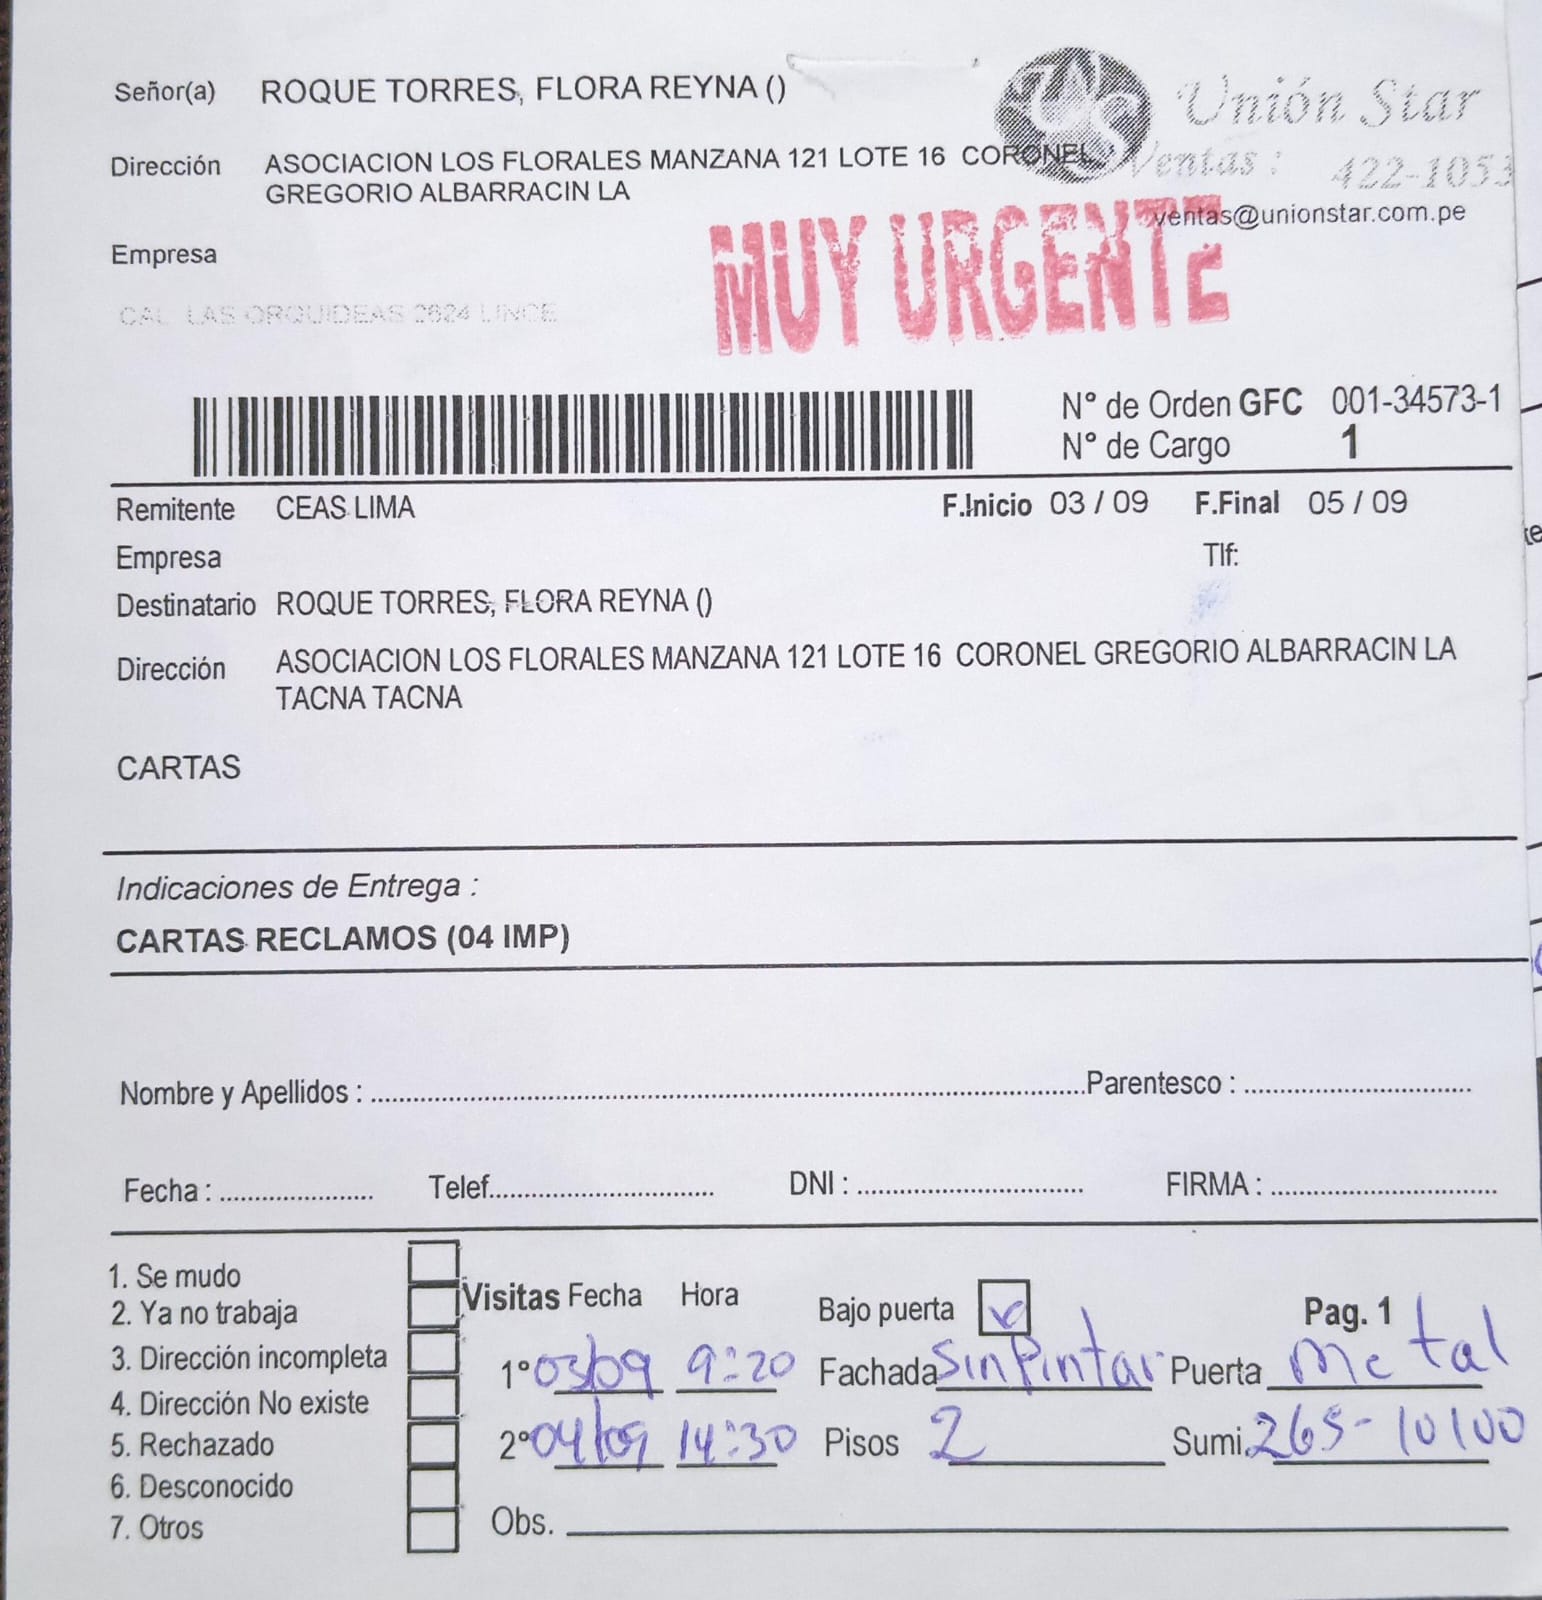 Señor(a) ROQUE TORRES, FLORA REYNA ()
Unión Star
Dirección ASOCIACION LOS FLORALES MANZANA 121 LOTE 16 CORONEL
GREGORIO ALBARRACIN LA
Ventas : 422-1053
ventas@unionstar.com.pe
MUY URGENTE
Empresa
CAL LAS ORQUIDEAS 2624 LINCE
N° de Orden GFC 001-34573-1
N° de Cargo 1
Remitente CEAS LIMA F.Inicio 03 / 09 F.Final 05 / 09
Empresa Tlf:
Destinatario ROQUE TORRES, FLORA REYNA ()
Dirección ASOCIACION LOS FLORALES MANZANA 121 LOTE 16 CORONEL GREGORIO ALBARRACIN LA
TACNA TACNA
CARTAS
Indicaciones de Entrega :
CARTAS RECLAMOS (04 IMP)
Nombre y Apellidos : Parentesco :
Fecha : Telef. DNI : FIRMA :
1. Se mudo
2. Ya no trabaja
3. Dirección incompleta
4. Dirección No existe
5. Rechazado
6. Desconocido
7. Otros
Visitas Fecha Hora Bajo puerta Pag. 1
1° 03/09 9:20 Fachada Sin Pintar Puerta Metal
2° 04/09 14:30 Pisos 2 Sumi. 265-10100
Obs.